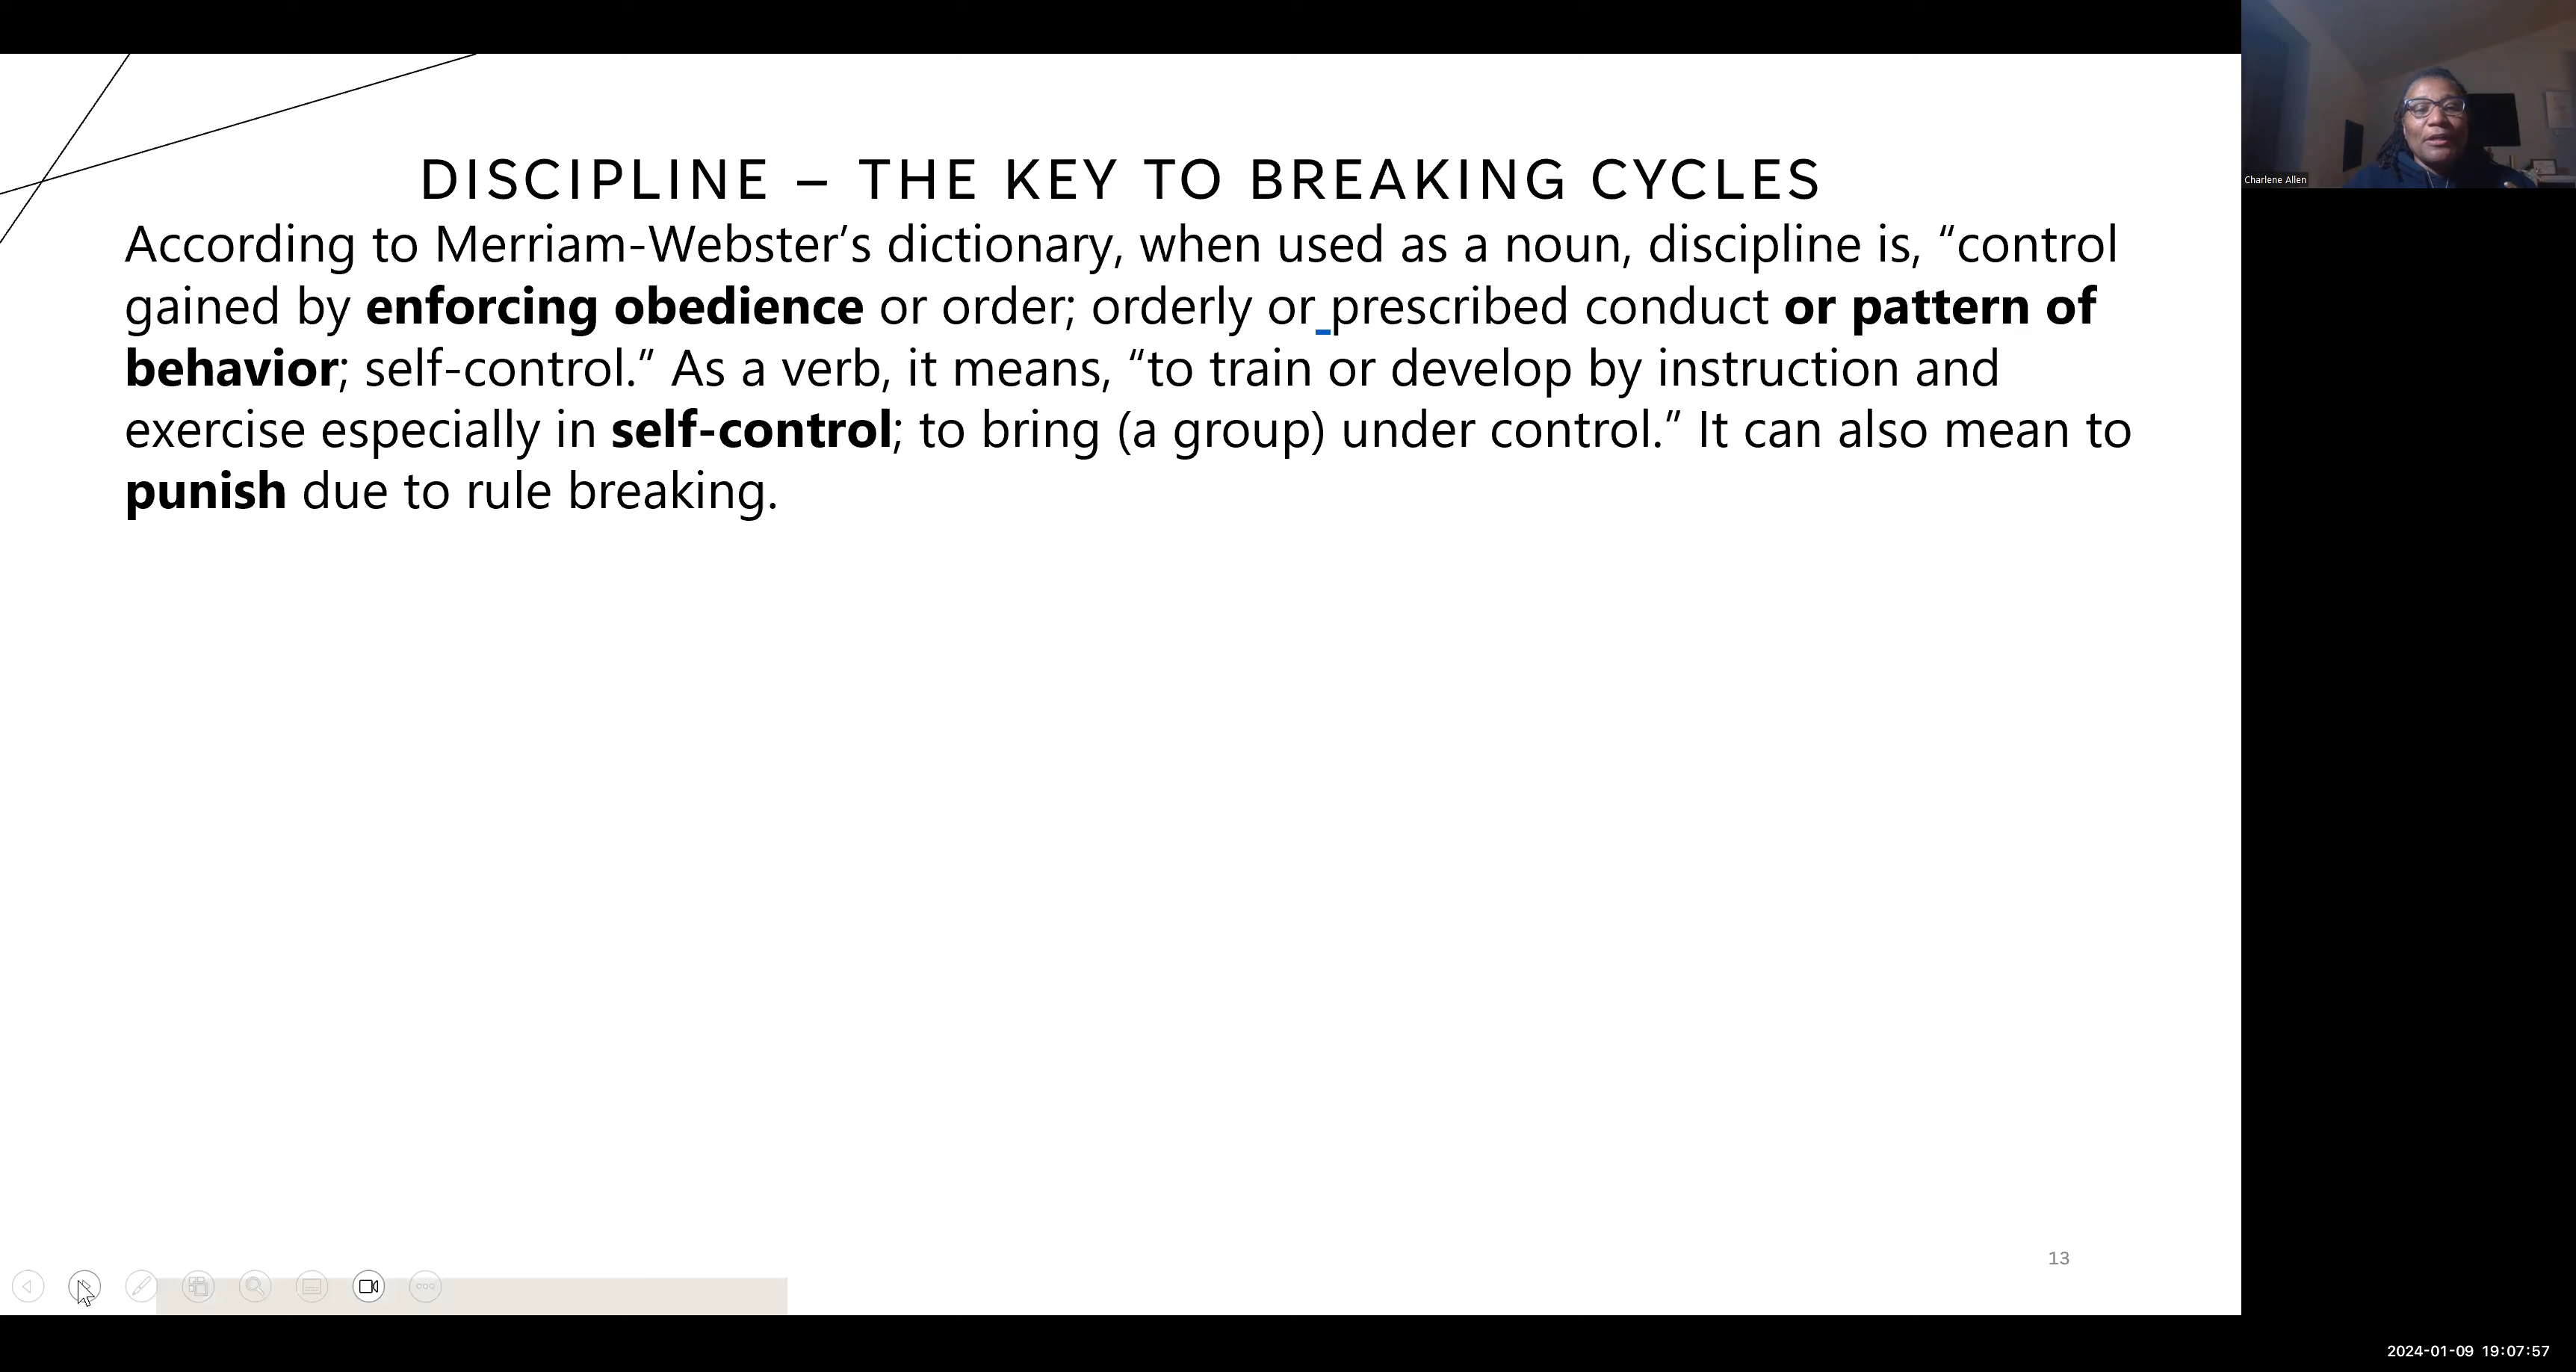 DISCIPLINE – THE KEY TO BREAKING CYCLES
According to Merriam-Webster’s dictionary, when used as a noun, discipline is, “control
gained by enforcing obedience or order; orderly or prescribed conduct or pattern of
behavior; self-control.” As a verb, it means, “to train or develop by instruction and
exercise especially in self-control; to bring (a group) under control.” It can also mean to
punish due to rule breaking.
13
Charlene Allen
2024-01-09 19:07:57